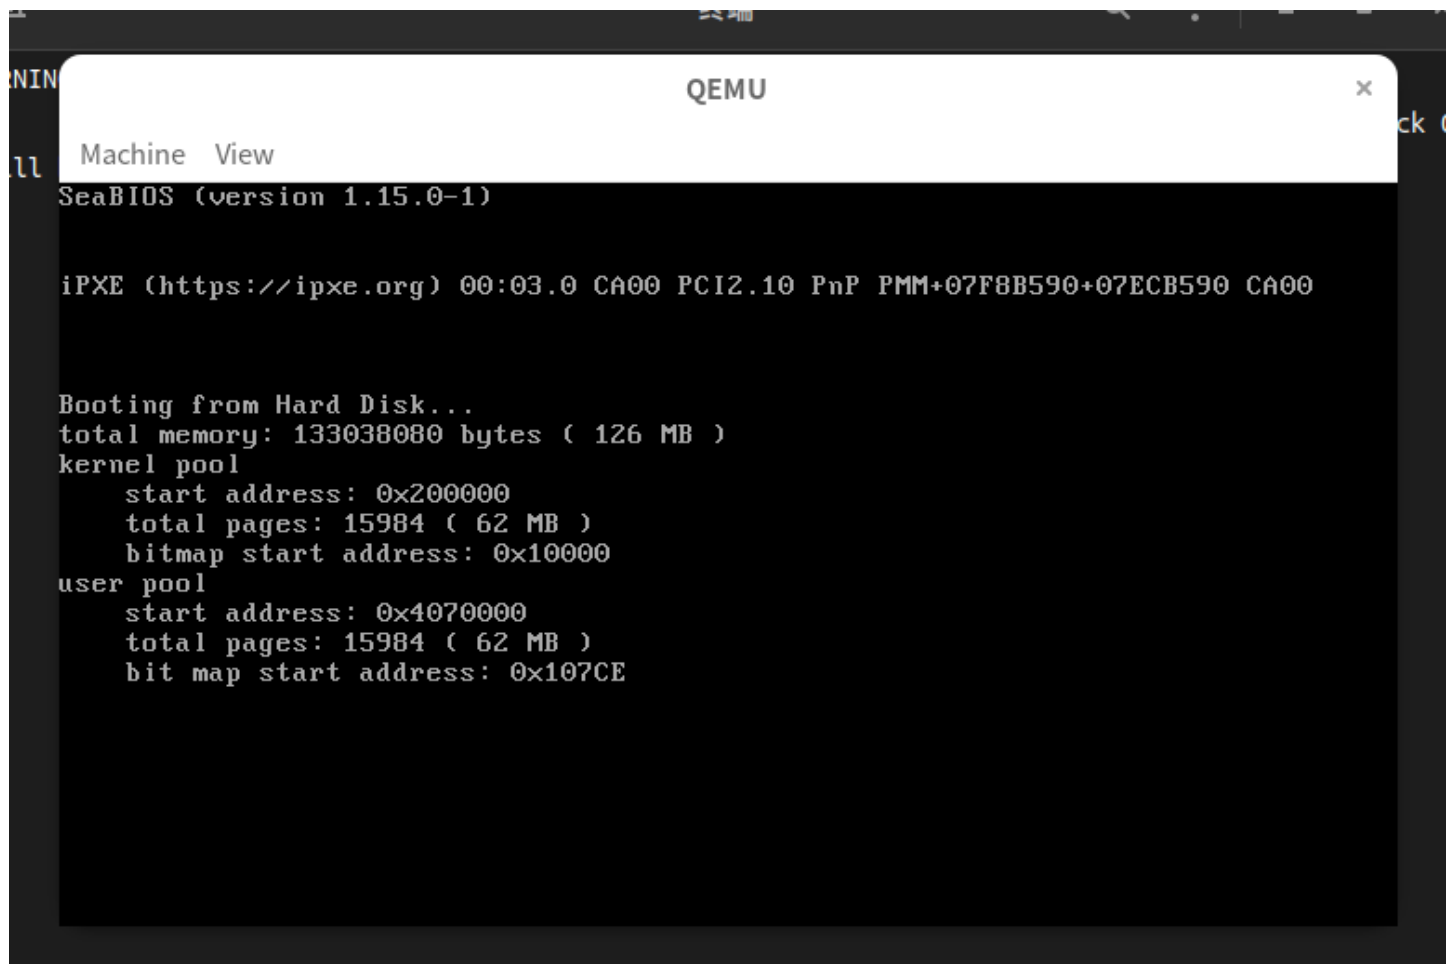 终端
QEMU
Machine View
SeaBIOS (version 1.15.0-1)
iPXE (https://ipxe.org) 00:03.0 CA00 PCI2.10 PnP PMM+07F8B590+07ECB590 CA00
Booting from Hard Disk...
total memory: 133038080 bytes ( 126 MB )
kernel pool
start address: 0x200000
total pages: 15984 ( 62 MB )
bitmap start address: 0x10000
user pool
start address: 0x4070000
total pages: 15984 ( 62 MB )
bit map start address: 0x107CE